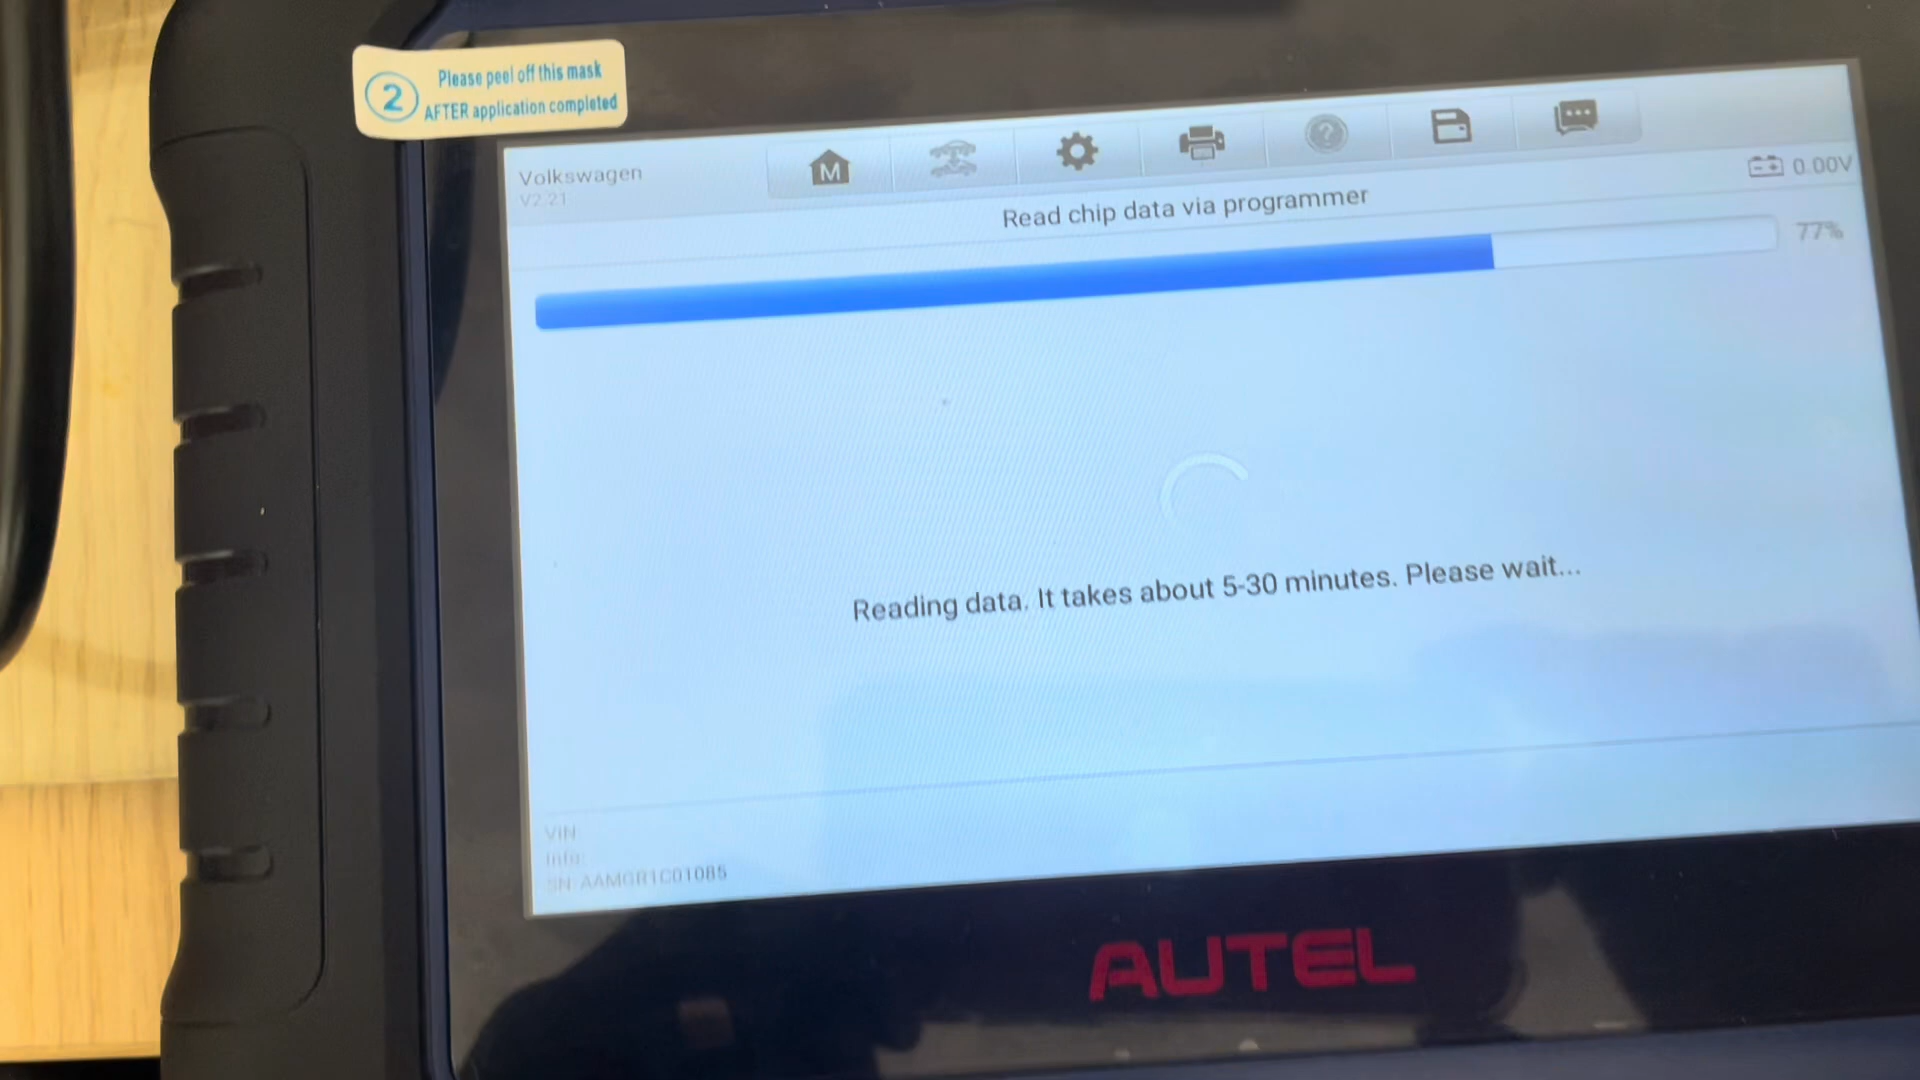 2
Please peel off this mask
AFTER application completed
Volkswagen
V2.21
M
?
0.00V
Read chip data via programmer
77%
Reading data. It takes about 5-30 minutes. Please wait...
VIN:
Info:
SN: AAMGR1C01085
AUTEL